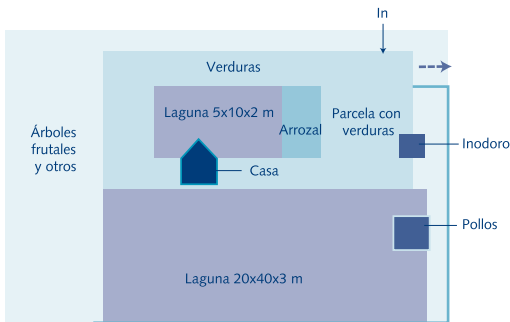 In
Verduras
Laguna 5x10x2 m
Arrozal
Parcela con
verduras
Árboles
frutales
y otros
Inodoro
Casa
Pollos
Laguna 20x40x3 m